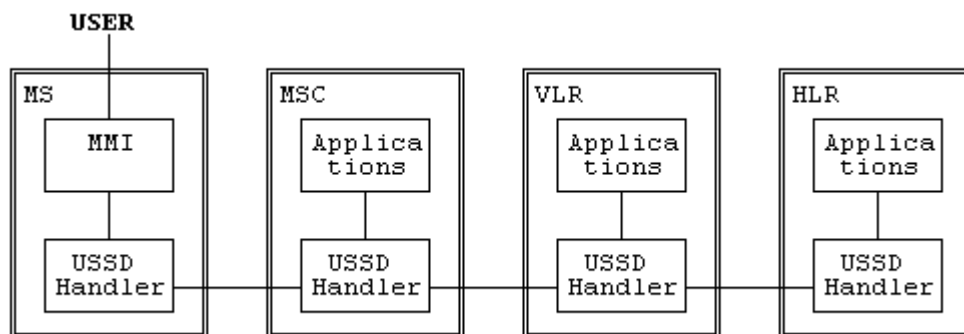 USER
MS
MSC
VLR
HLR
MMI
Applica
tions
Applica
tions
Applica
tions
USSD
Handler
USSD
Handler
USSD
Handler
USSD
Handler